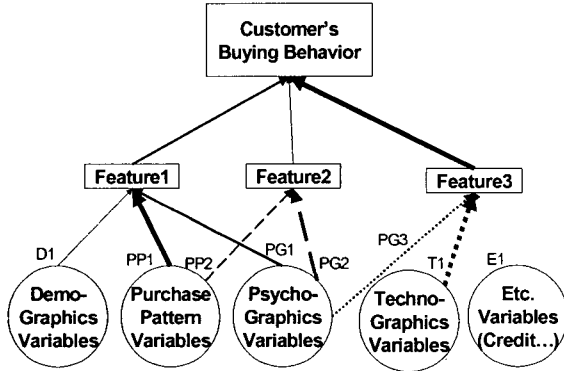 Customer's
Buying Behavior
Feature1
Feature2
Feature3
D1
PP1
PP2
PG1
PG2
PG3
T1
E1
Demo-
Graphics
Variables
Purchase
Pattern
Variables
Psycho-
Graphics
Variables
Techno-
Graphics
Variables
Etc.
Variables
(Credit...)